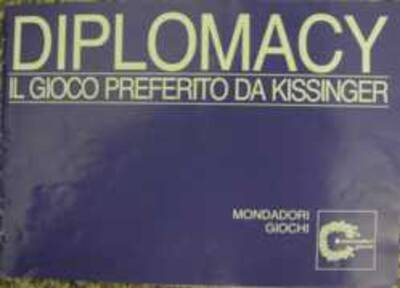 DIPLOMACY
IL GIOCO PREFERITO DA KISSINGER
MONDADORI
GIOCHI